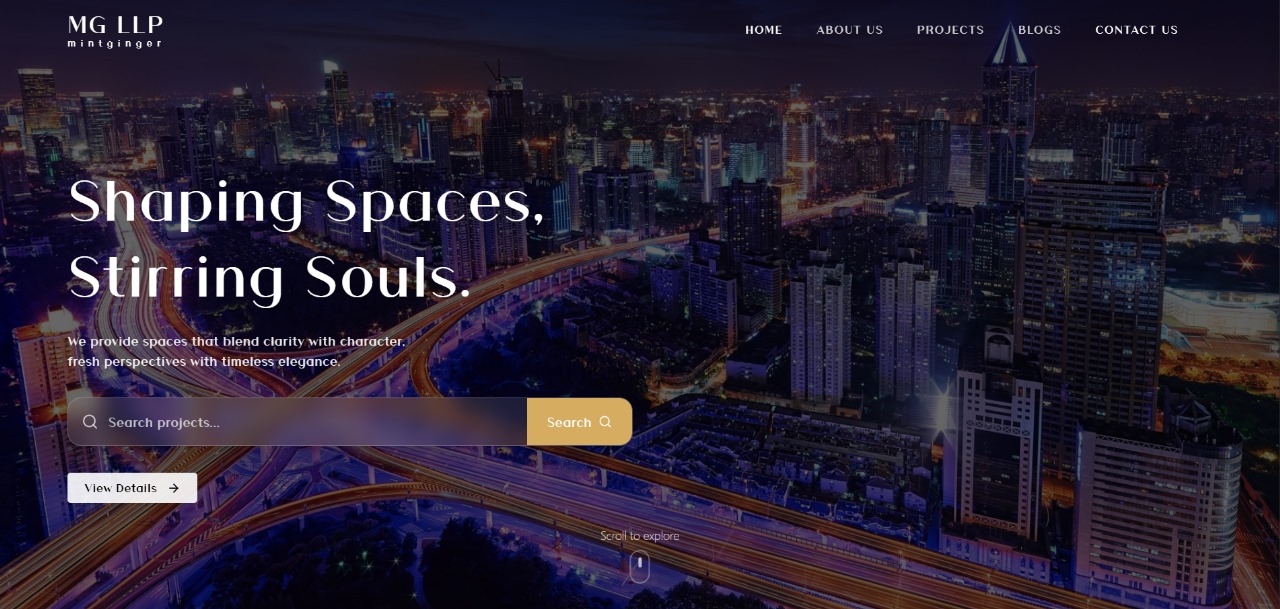 MG LLP
mintginger
HOME
ABOUT US
PROJECTS
BLOGS
CONTACT US
Shaping Spaces,
Stirring Souls.
We provide spaces that blend clarity with character.
fresh perspectives with timeless elegance.
Search projects...
Search
View Details
Scroll to explore